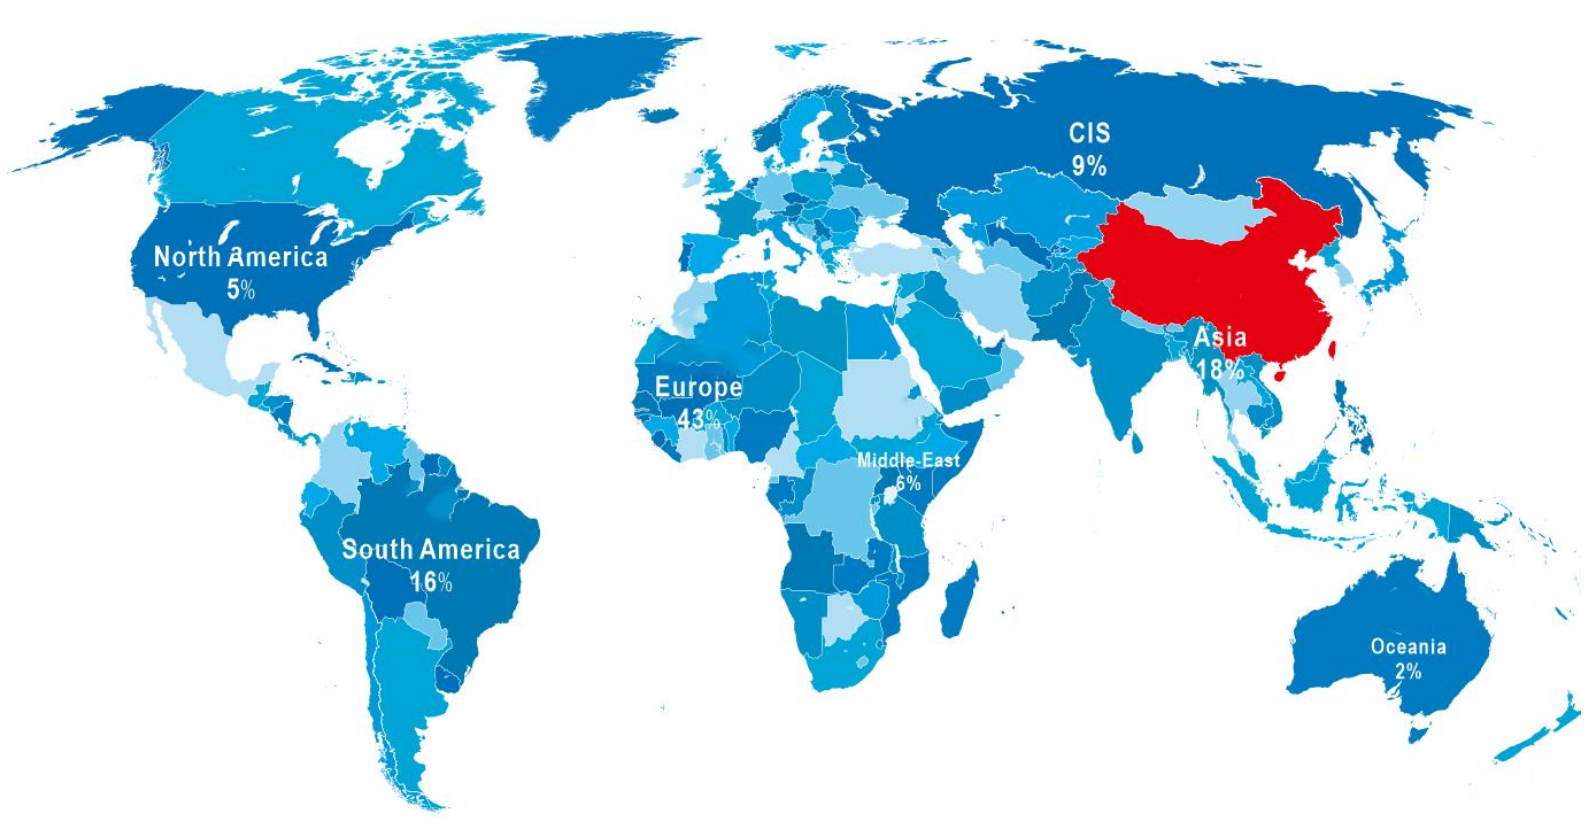 CIS
9%
North America
5%
Asia
18%
Europe
43%
Middle-East
6%
South America
16%
Oceania
2%